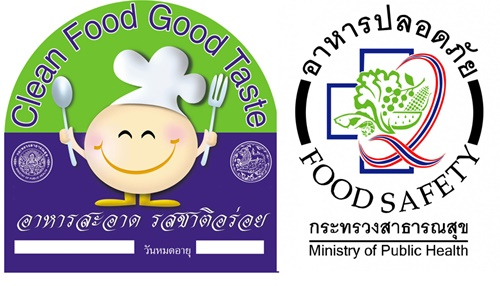 Clean Food Good Taste
อาหารสะอาด รสชาติอร่อย
วันหมดอายุ
อาหารปลอดภัย
FOOD SAFETY
กระทรวงสาธารณสุข
Ministry of Public Health